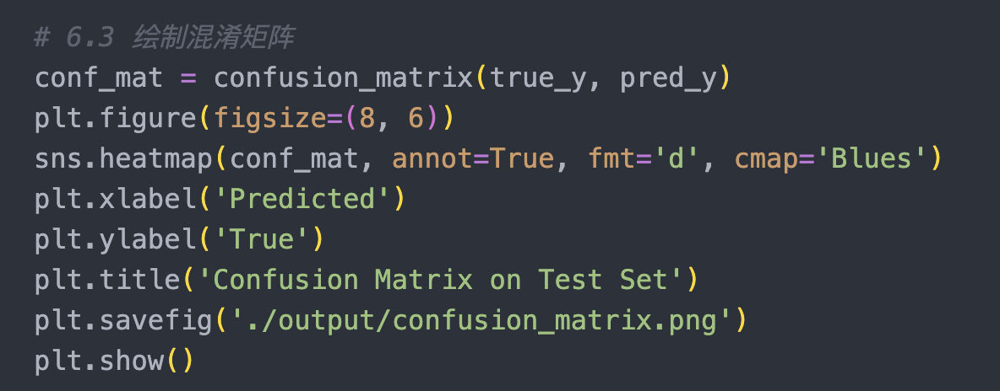 # 6.3 绘制混淆矩阵
conf_mat = confusion_matrix(true_y, pred_y)
plt.figure(figsize=(8, 6))
sns.heatmap(conf_mat, annot=True, fmt='d', cmap='Blues')
plt.xlabel('Predicted')
plt.ylabel('True')
plt.title('Confusion Matrix on Test Set')
plt.savefig('./output/confusion_matrix.png')
plt.show()